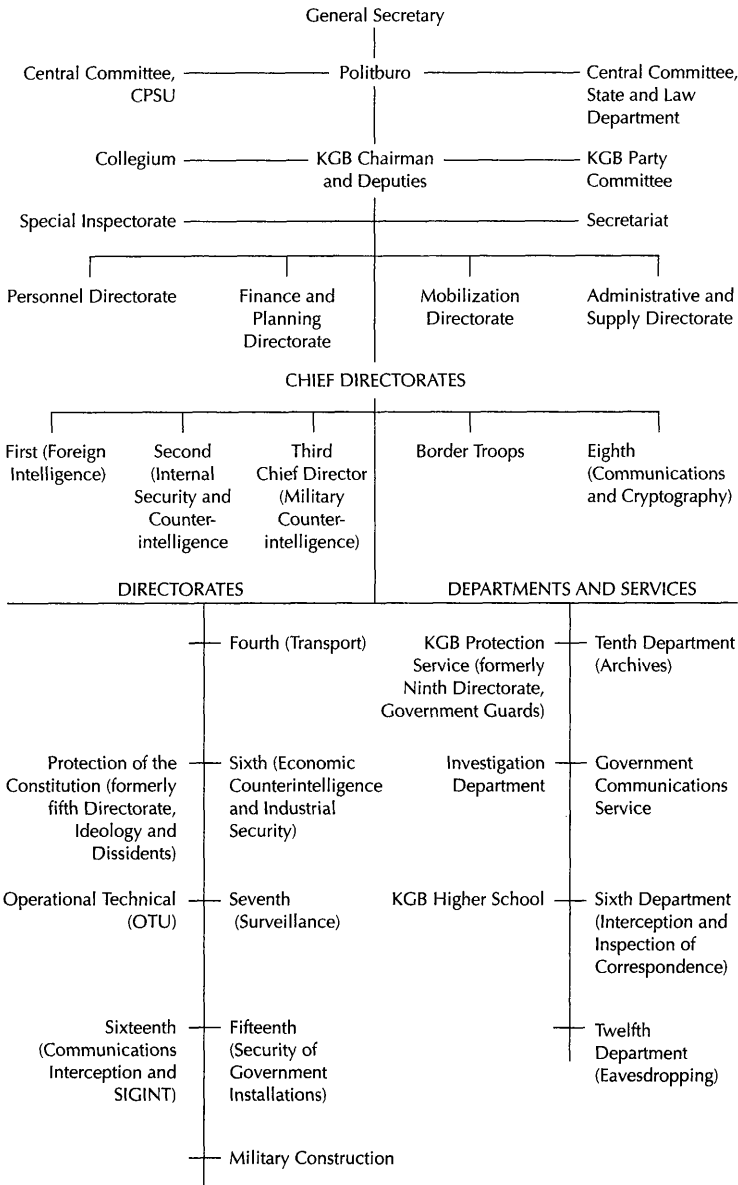 General Secretary
Central Committee,
CPSU
Politburo
Central Committee,
State and Law
Department
Collegium
KGB Chairman
and Deputies
KGB Party
Committee
Special Inspectorate
Secretariat
Personnel Directorate
Finance and
Planning
Directorate
Mobilization
Directorate
Administrative and
Supply Directorate
CHIEF DIRECTORATES
First (Foreign
Intelligence)
Second
(Internal
Security and
Counter-
intelligence
Third
Chief Director
(Military
Counter-
intelligence)
Border Troops
Eighth
(Communications
and Cryptography)
DIRECTORATES
Fourth (Transport)
Protection of the
Constitution (formerly
fifth Directorate,
Ideology and
Dissidents)
Sixth (Economic
Counterintelligence
and Industrial
Security)
Operational Technical
(OTU)
Seventh
(Surveillance)
Sixteenth
(Communications
Interception and
SIGINT)
Fifteenth
(Security of
Government
Installations)
Military Construction
DEPARTMENTS AND SERVICES
KGB Protection
Service (formerly
Ninth Directorate,
Government Guards)
Tenth Department
(Archives)
Investigation
Department
Government
Communications
Service
KGB Higher School
Sixth Department
(Interception and
Inspection of
Correspondence)
Twelfth
Department
(Eavesdropping)